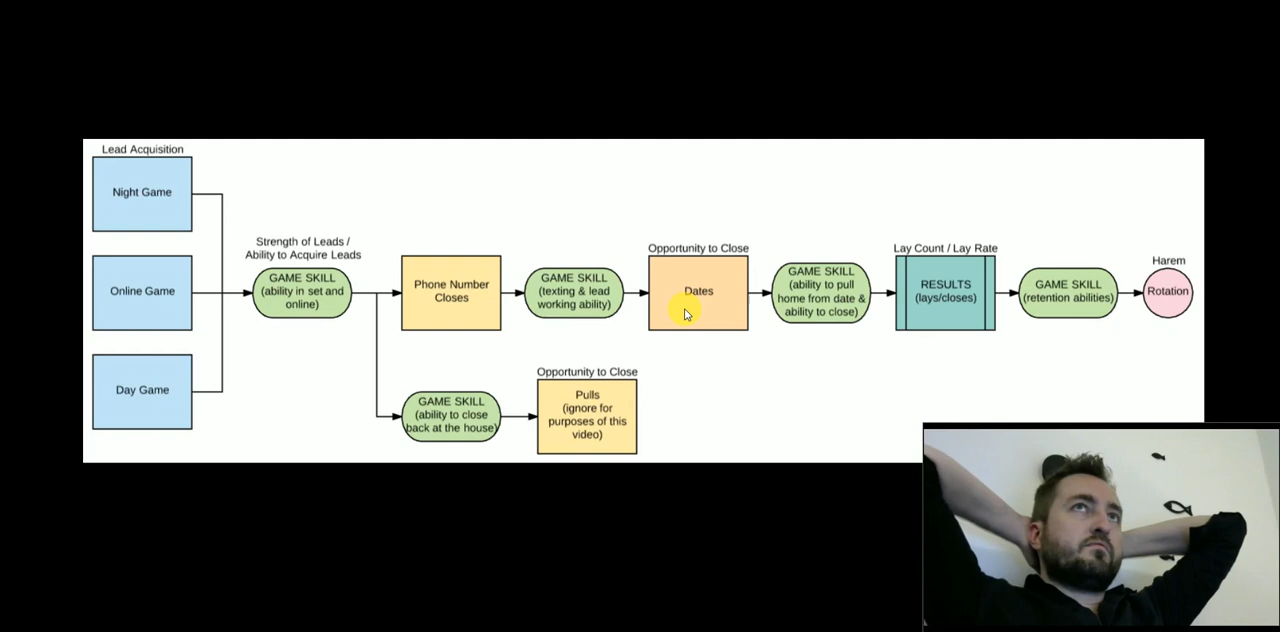 Lead Acquisition
Night Game
Online Game
Day Game
Strength of Leads /
Ability to Acquire Leads
GAME SKILL
(ability in set and
online)
Phone Number
Closes
GAME SKILL
(texting & lead
working ability)
Opportunity to Close
Dates
GAME SKILL
(ability to pull
home from date &
ability to close)
Lay Count / Lay Rate
RESULTS
(lays/closes)
GAME SKILL
(retention abilities)
Harem
Rotation
GAME SKILL
(ability to close
back at the house)
Opportunity to Close
Pulls
(ignore for
purposes of this
video)